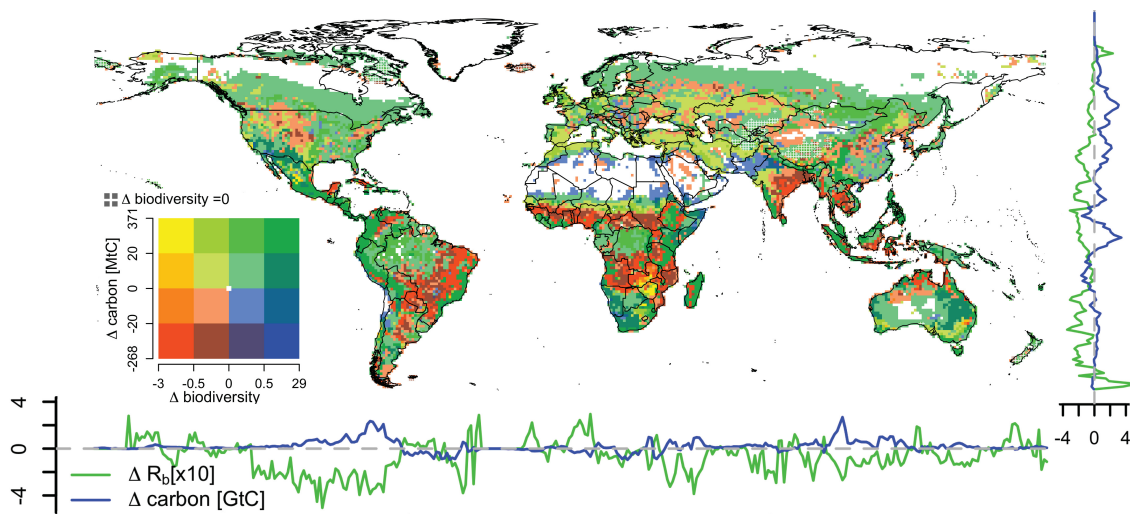 Δ biodiversity =0
371
20
0
-20
-268
Δ carbon [MtC]
-3 -0.5 0 0.5 29
Δ biodiversity
4
0
-4
Δ Rb[x10]
Δ carbon [GtC]
-4 0 4